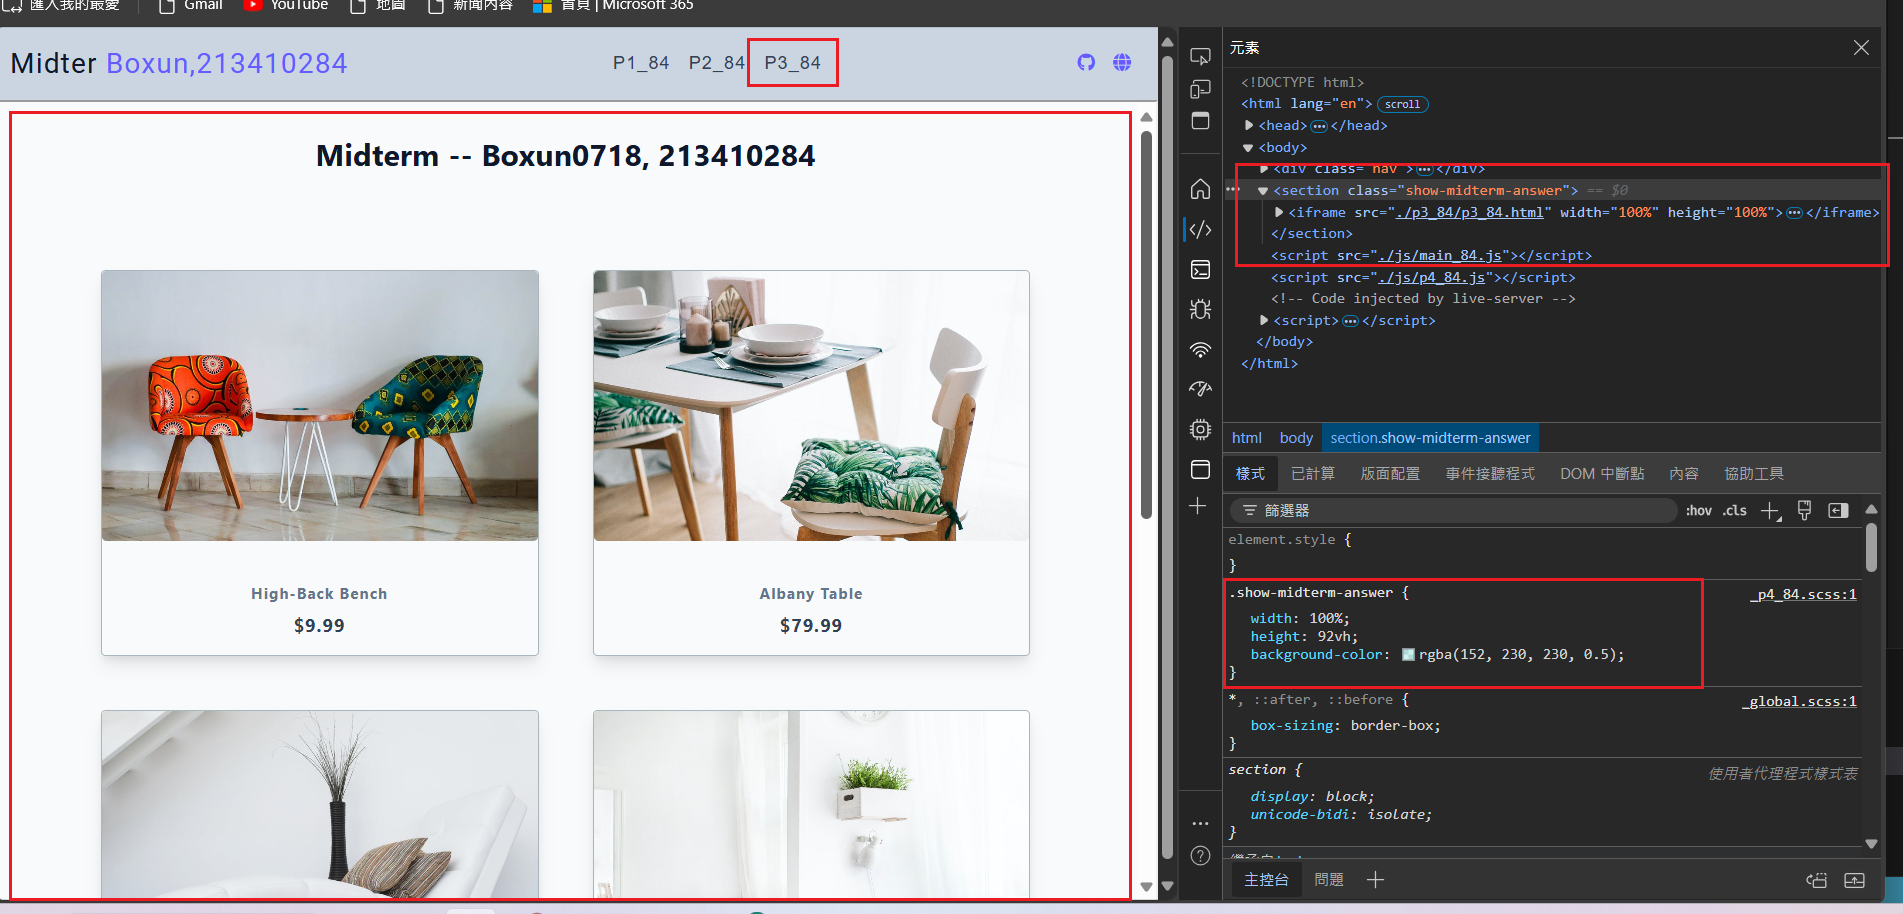 匯入我的最愛 Gmail YouTube 地圖 新聞內容 首頁 | Microsoft 365
Midter Boxun,213410284
P1_84 P2_84 P3_84
Midterm -- Boxun0718, 213410284
High-Back Bench
$9.99
Albany Table
$79.99
元素
<!DOCTYPE html>
<html lang="en"> scroll
<head> ••• </head>
<body>
<div class="nav"> ••• </div>
••• <section class="show-midterm-answer"> == $0
<iframe src="./p3_84/p3_84.html" width="100%" height="100%"> ••• </iframe>
</section>
<script src="./js/main_84.js"></script>
<script src="./js/p4_84.js"></script>
<!-- Code injected by live-server -->
<script> ••• </script>
</body>
</html>
html body section.show-midterm-answer
樣式 已計算 版面配置 事件接聽程式 DOM 中斷點 內容 協助工具
篩選器 :hov .cls
element.style {
}
.show-midterm-answer { _p4_84.scss:1
width: 100%;
height: 92vh;
background-color: rgba(152, 230, 230, 0.5);
}
*, ::after, ::before { _global.scss:1
box-sizing: border-box;
}
section { 使用者代理程式樣式表
display: block;
unicode-bidi: isolate;
}
主控台 問題